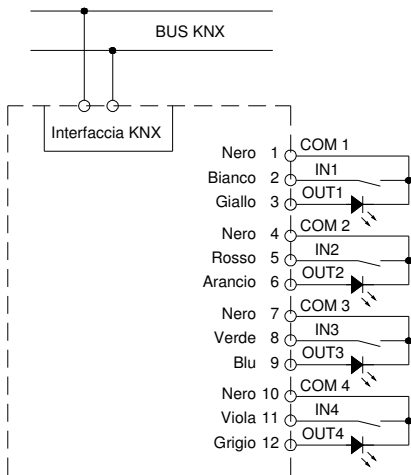 BUS KNX
Interfaccia KNX
Nero 1 COM 1
Bianco 2 IN1
Giallo 3 OUT1
Nero 4 COM 2
Rosso 5 IN2
Arancio 6 OUT2
Nero 7 COM 3
Verde 8 IN3
Blu 9 OUT3
Nero 10 COM 4
Viola 11 IN4
Grigio 12 OUT4